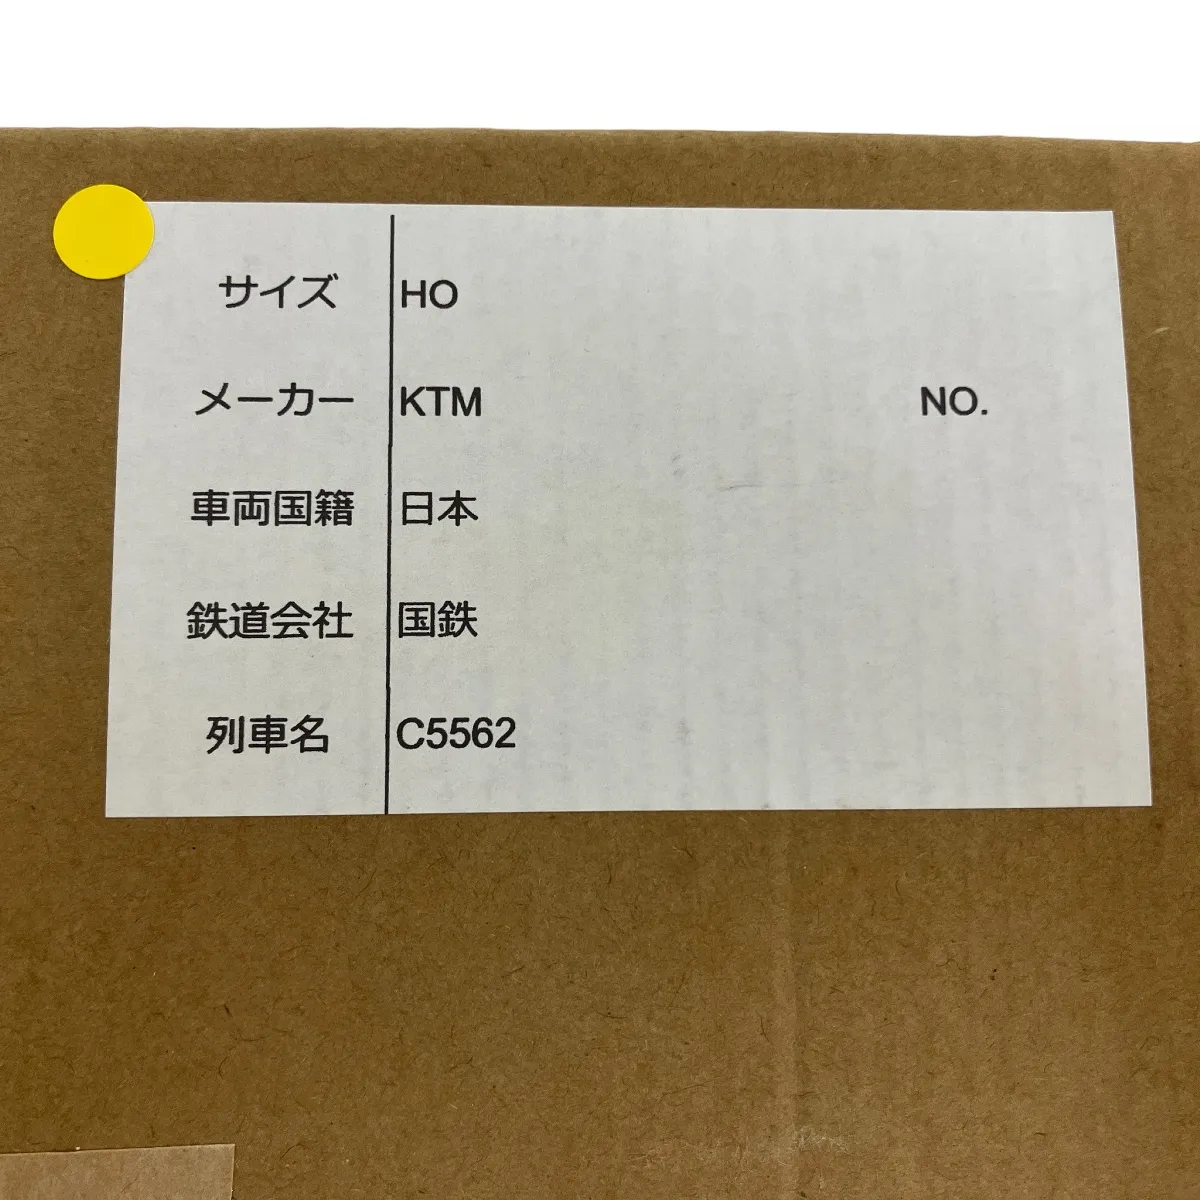 サイズ HO
メーカー KTM NO.
車両国籍 日本
鉄道会社 国鉄
列車名 C5562